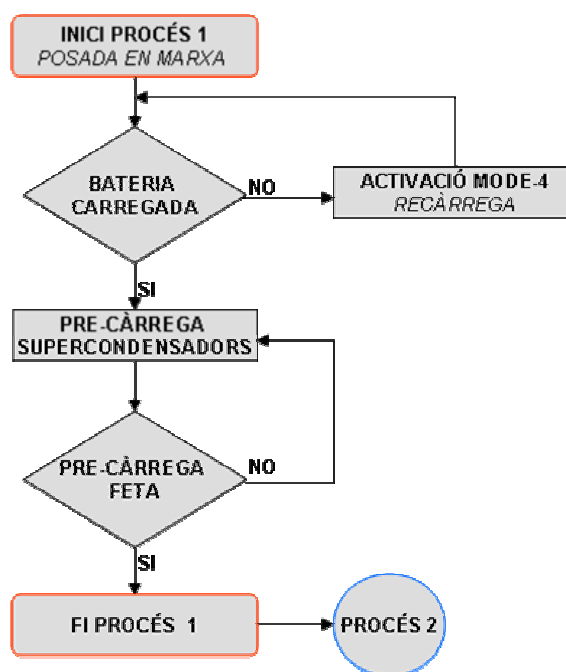 INICI PROCÉS 1
POSADA EN MARXA
BATERIA
CARREGADA
NO
ACTIVACIÓ MODE-4
RECÀRREGA
SI
PRE-CÀRREGA
SUPERCONDENSADORS
PRE-CÀRREGA
FETA
NO
SI
FI PROCÉS 1
PROCÉS 2